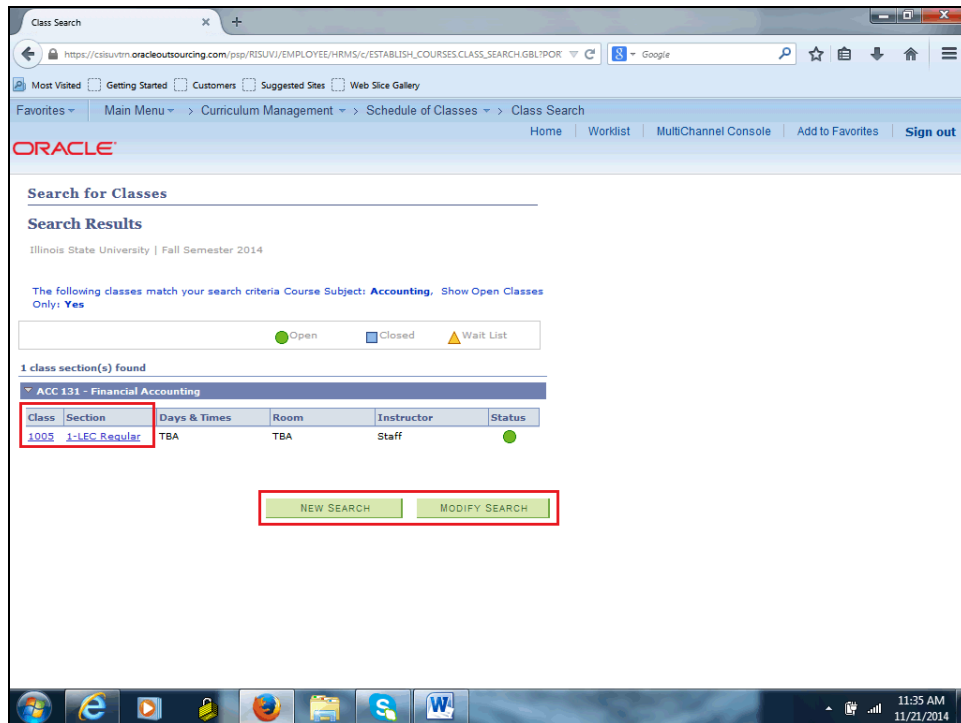 Class Search
https://csisuvtrn.oracleoutsourcing.com/psp/RISUVJ/EMPLOYEE/HRMS/c/ESTABLISH_COURSES.CLASS_SEARCH.GBL?POR
Google
Most Visited Getting Started Customers Suggested Sites Web Slice Gallery
Favorites Main Menu > Curriculum Management > Schedule of Classes > Class Search
Home Worklist MultiChannel Console Add to Favorites Sign out
ORACLE
Search for Classes
Search Results
Illinois State University | Fall Semester 2014
The following classes match your search criteria Course Subject: Accounting, Show Open Classes
Only: Yes
Open Closed Wait List
1 class section(s) found
ACC 131 - Financial Accounting
Class Section Days & Times Room Instructor Status
1005 1-LEC Regular TBA TBA Staff
NEW SEARCH MODIFY SEARCH
11:35 AM
11/21/2014